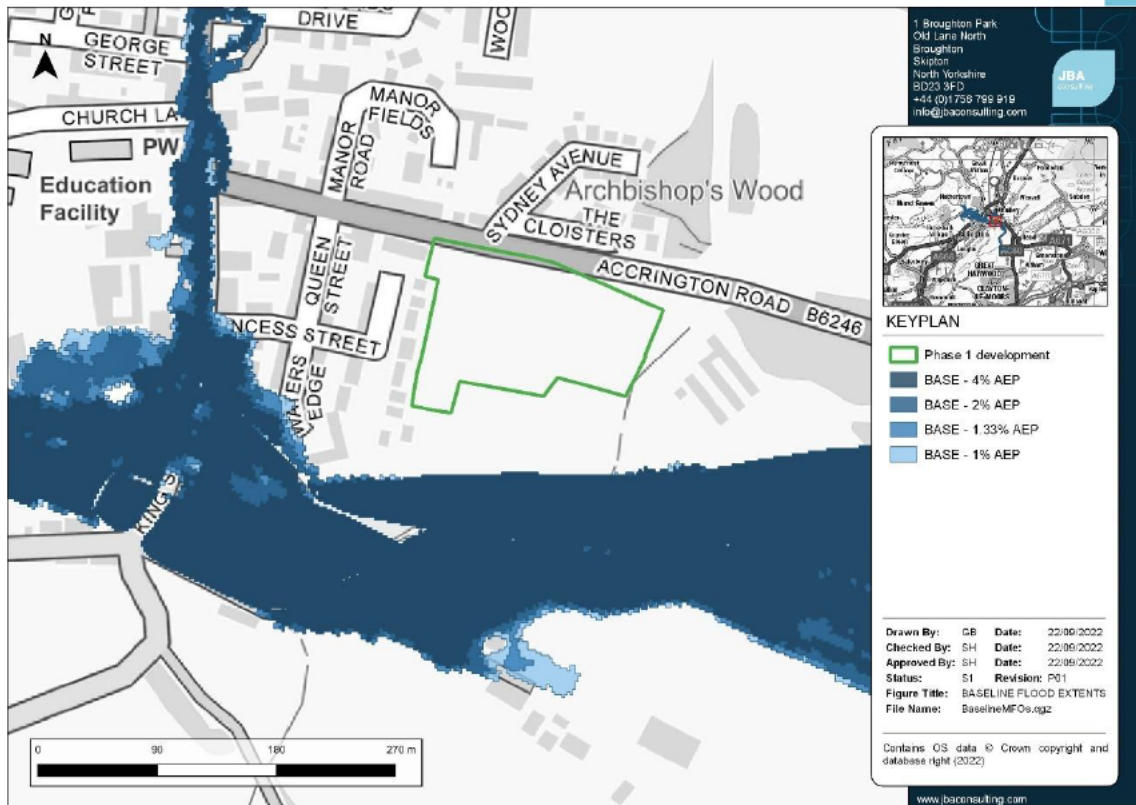 DRIVE
GEORGE
STREET
N
CHURCH LA
PW
Education
Facility
MANOR
FIELDS
MANOR
ROAD
WOO
SYDNEY AVENUE
Archbishop's Wood
THE
CLOISTERS
ACCRINGTON ROAD B6246
QUEEN
STREET
NCESS STREET
WATERS
EDGE
KING S
0 90 180 270 m
1 Broughton Park
Old Lane North
Broughton
Skipton
North Yorkshire
BD23 3FD
+44 (0)1756 799 919
info@jbaconsulting.com
JBA
consulting
KEYPLAN
Phase 1 development
BASE - 4% AEP
BASE - 2% AEP
BASE - 1.33% AEP
BASE - 1% AEP
Drawn By: GB Date: 22/09/2022
Checked By: SH Date: 22/09/2022
Approved By: SH Date: 22/09/2022
Status: S1 Revision: P01
Figure Title: BASELINE FLOOD EXTENTS
File Name: BaselineMFOs.qgz
Contains OS data © Crown copyright and
database right (2022)
www.jbaconsulting.com